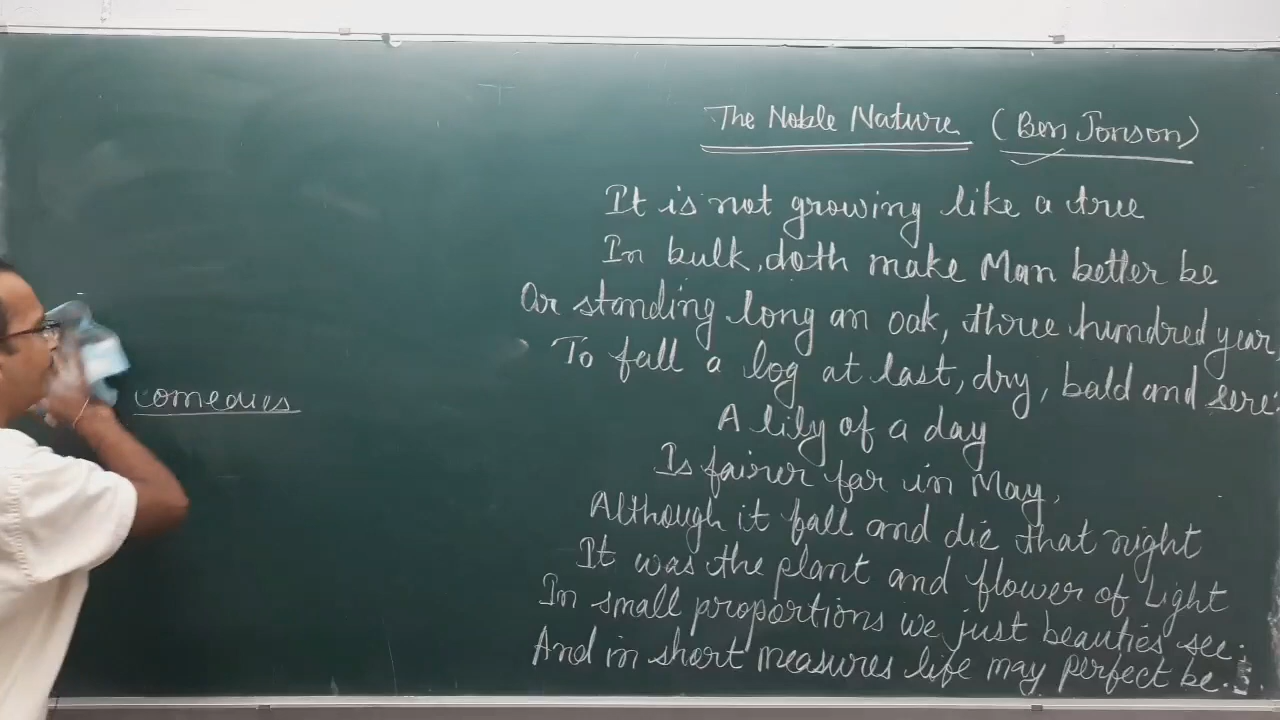 The Noble Nature (Ben Jonson)
It is not growing like a tree
In bulk, doth make Man better be
Or standing long an oak, three hundred year
To fall a log at last, dry, bald and sere
A lily of a day
Is fairer far in May,
Although it fall and die that night
It was the plant and flower of Light
In small proportions we just beauties see.
And in short measures life may perfect be.
comedies